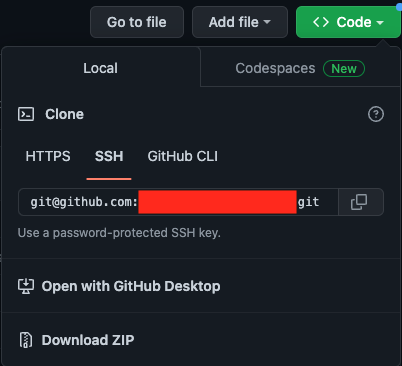 Go to file Add file Code
Local Codespaces New
Clone
HTTPS SSH GitHub CLI
git@github.com: git
Use a password-protected SSH key.
Open with GitHub Desktop
Download ZIP